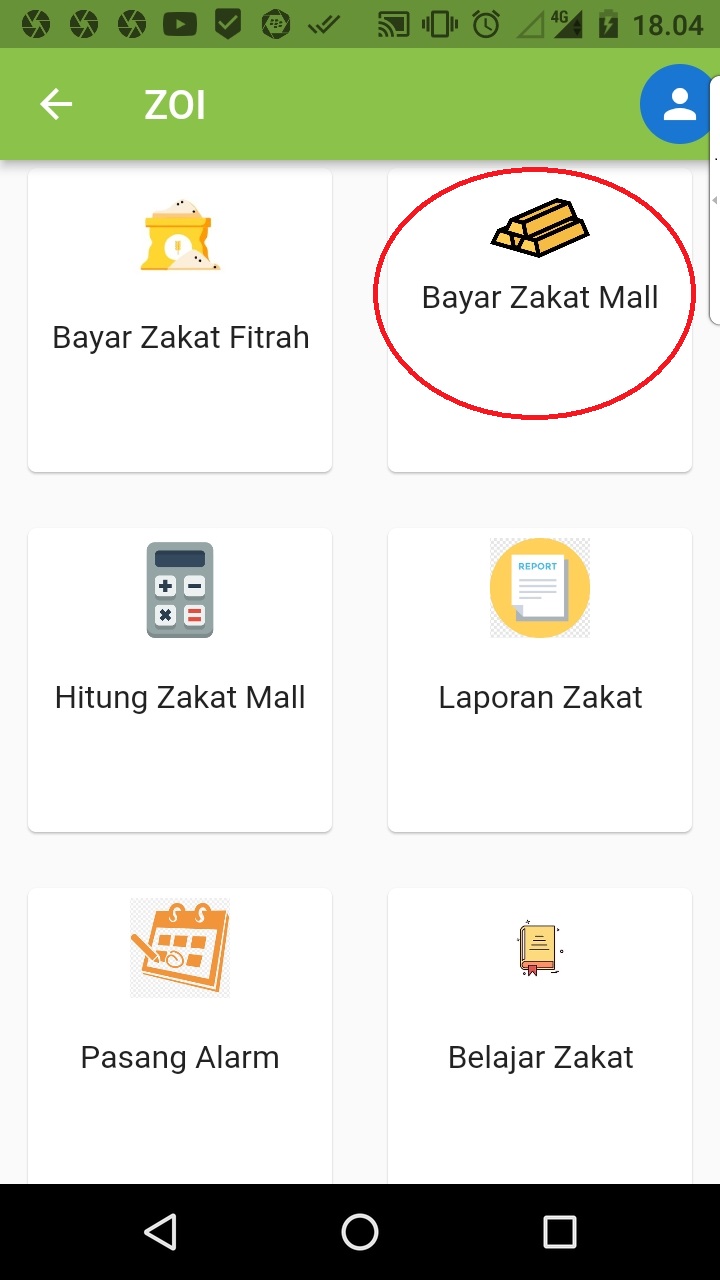 4G 18.04
ZOI
Bayar Zakat Fitrah
Bayar Zakat Mall
Hitung Zakat Mall
REPORT
Laporan Zakat
Pasang Alarm
Belajar Zakat